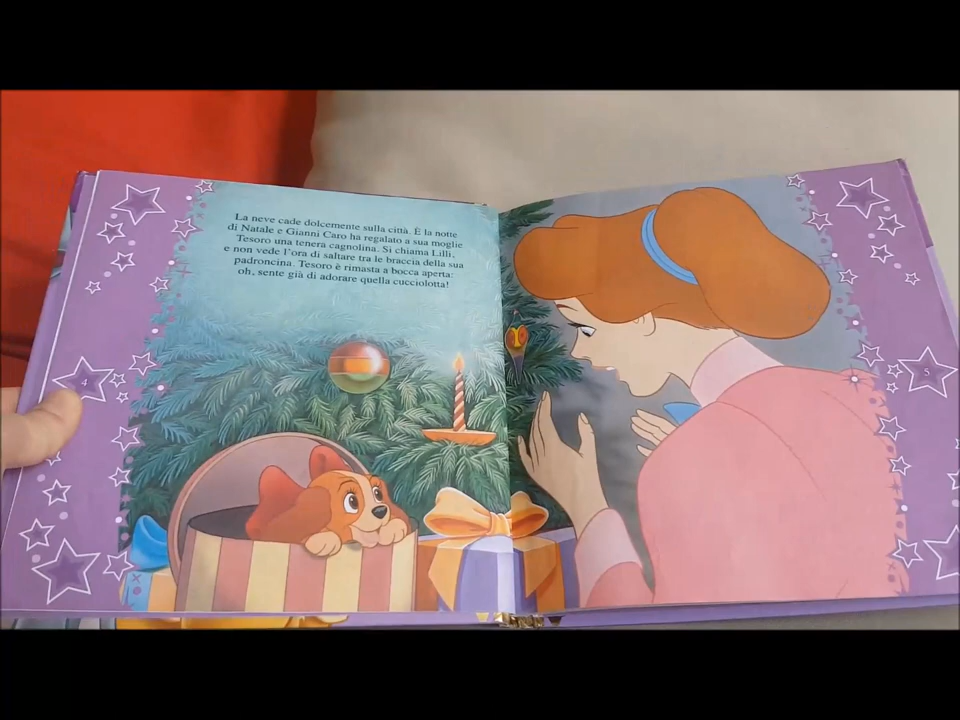 La neve cade dolcemente sulla città. È la notte
di Natale e Gianni Caro ha regalato a sua moglie
Tesoro una tenera cagnolina. Si chiama Lilli,
e non vede l'ora di saltare tra le braccia della sua
padroncina. Tesoro è rimasta a bocca aperta:
oh, sente già di adorare quella cucciolotta!
4
5